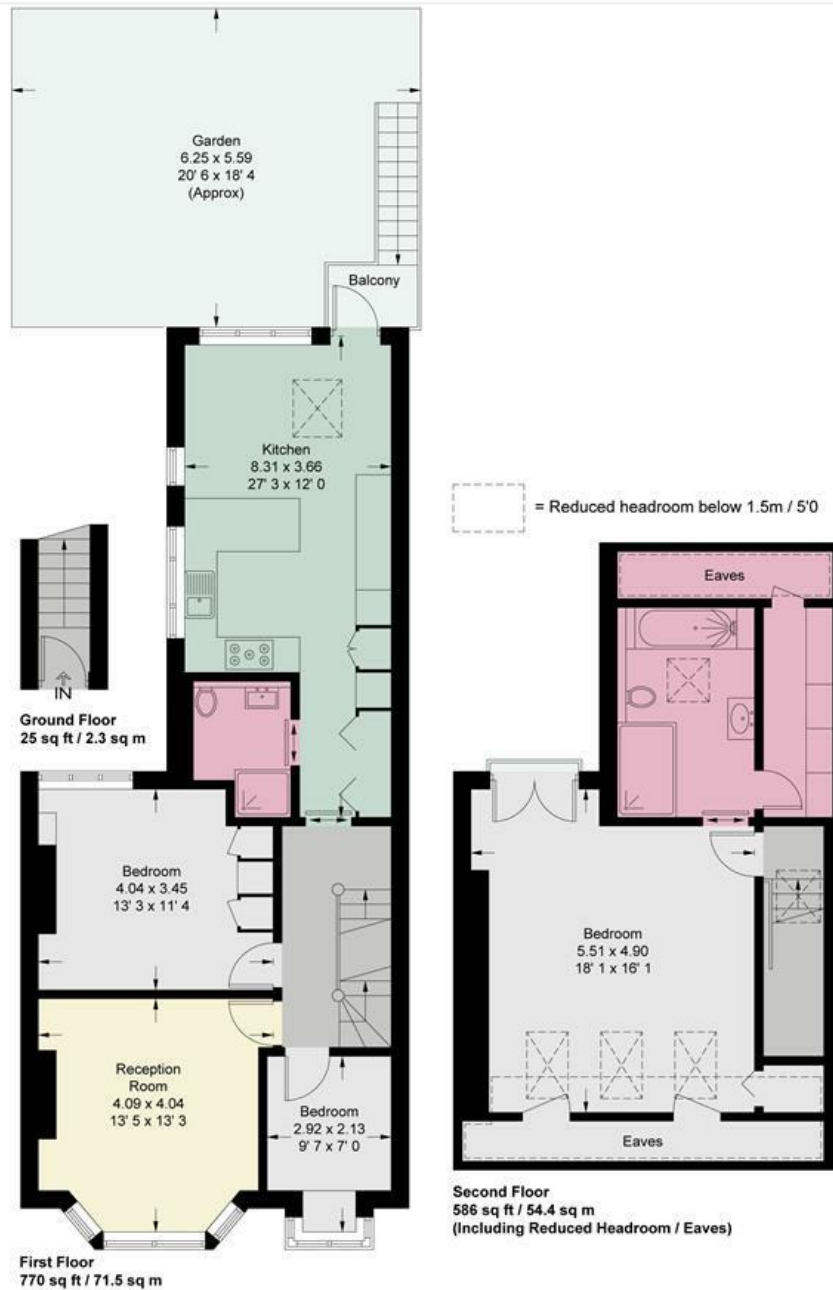 Garden
6.25 x 5.59
20' 6 x 18' 4
(Approx)
Balcony
Kitchen
8.31 x 3.66
27' 3 x 12' 0
= Reduced headroom below 1.5m / 5'0
Eaves
IN
Ground Floor
25 sq ft / 2.3 sq m
Bedroom
4.04 x 3.45
13' 3 x 11' 4
Bedroom
5.51 x 4.90
18' 1 x 16' 1
Reception
Room
4.09 x 4.04
13' 5 x 13' 3
Bedroom
2.92 x 2.13
9' 7 x 7' 0
Eaves
Second Floor
586 sq ft / 54.4 sq m
(Including Reduced Headroom / Eaves)
First Floor
770 sq ft / 71.5 sq m